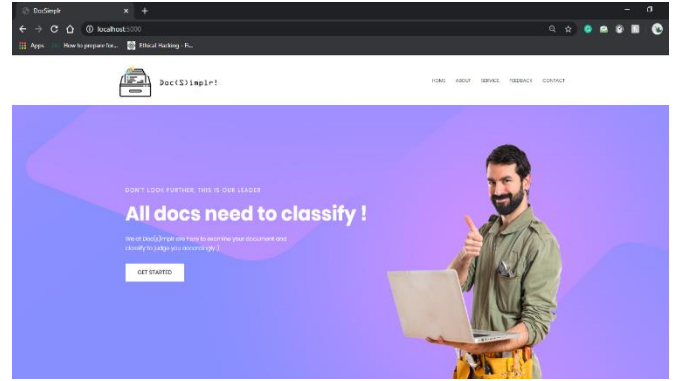 DocSimplr
localhost:5000
Apps How to prepare for... Ethical Hacking - Fi...
Doc(S)implr!
HOME ABOUT SERVICE FEEDBACK CONTACT
DON'T LOOK FURTHER, THIS IS OUR LEADER
All docs need to classify !
We at Doc(s)implr are here to examine your document and
classify to judge you accordingly :)
GET STARTED